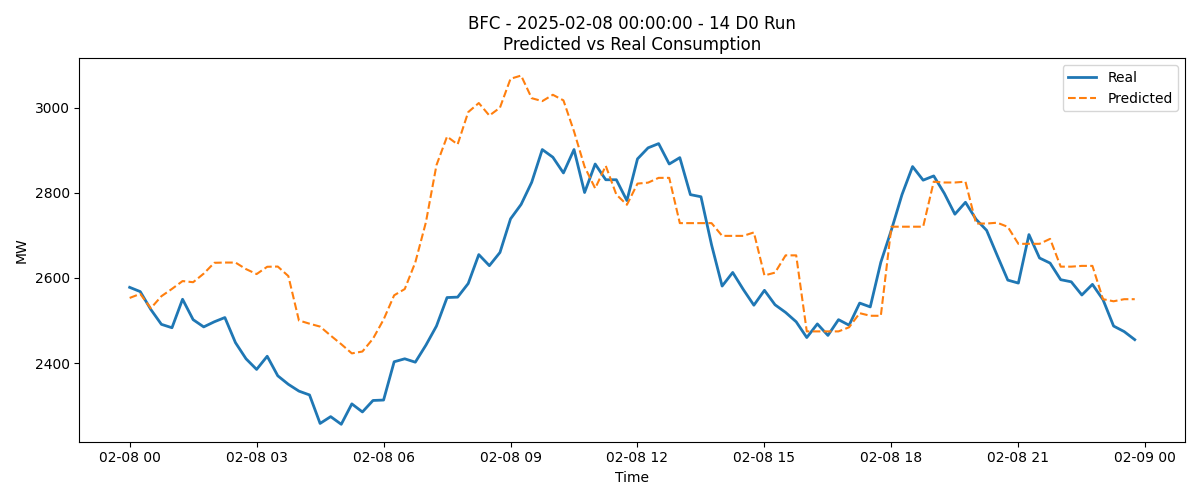 BFC - 2025-02-08 00:00:00 - 14 D0 Run
Predicted vs Real Consumption
Real
Predicted
MW
3000
2800
2600
2400
02-08 00
02-08 03
02-08 06
02-08 09
02-08 12
02-08 15
02-08 18
02-08 21
02-09 00
Time